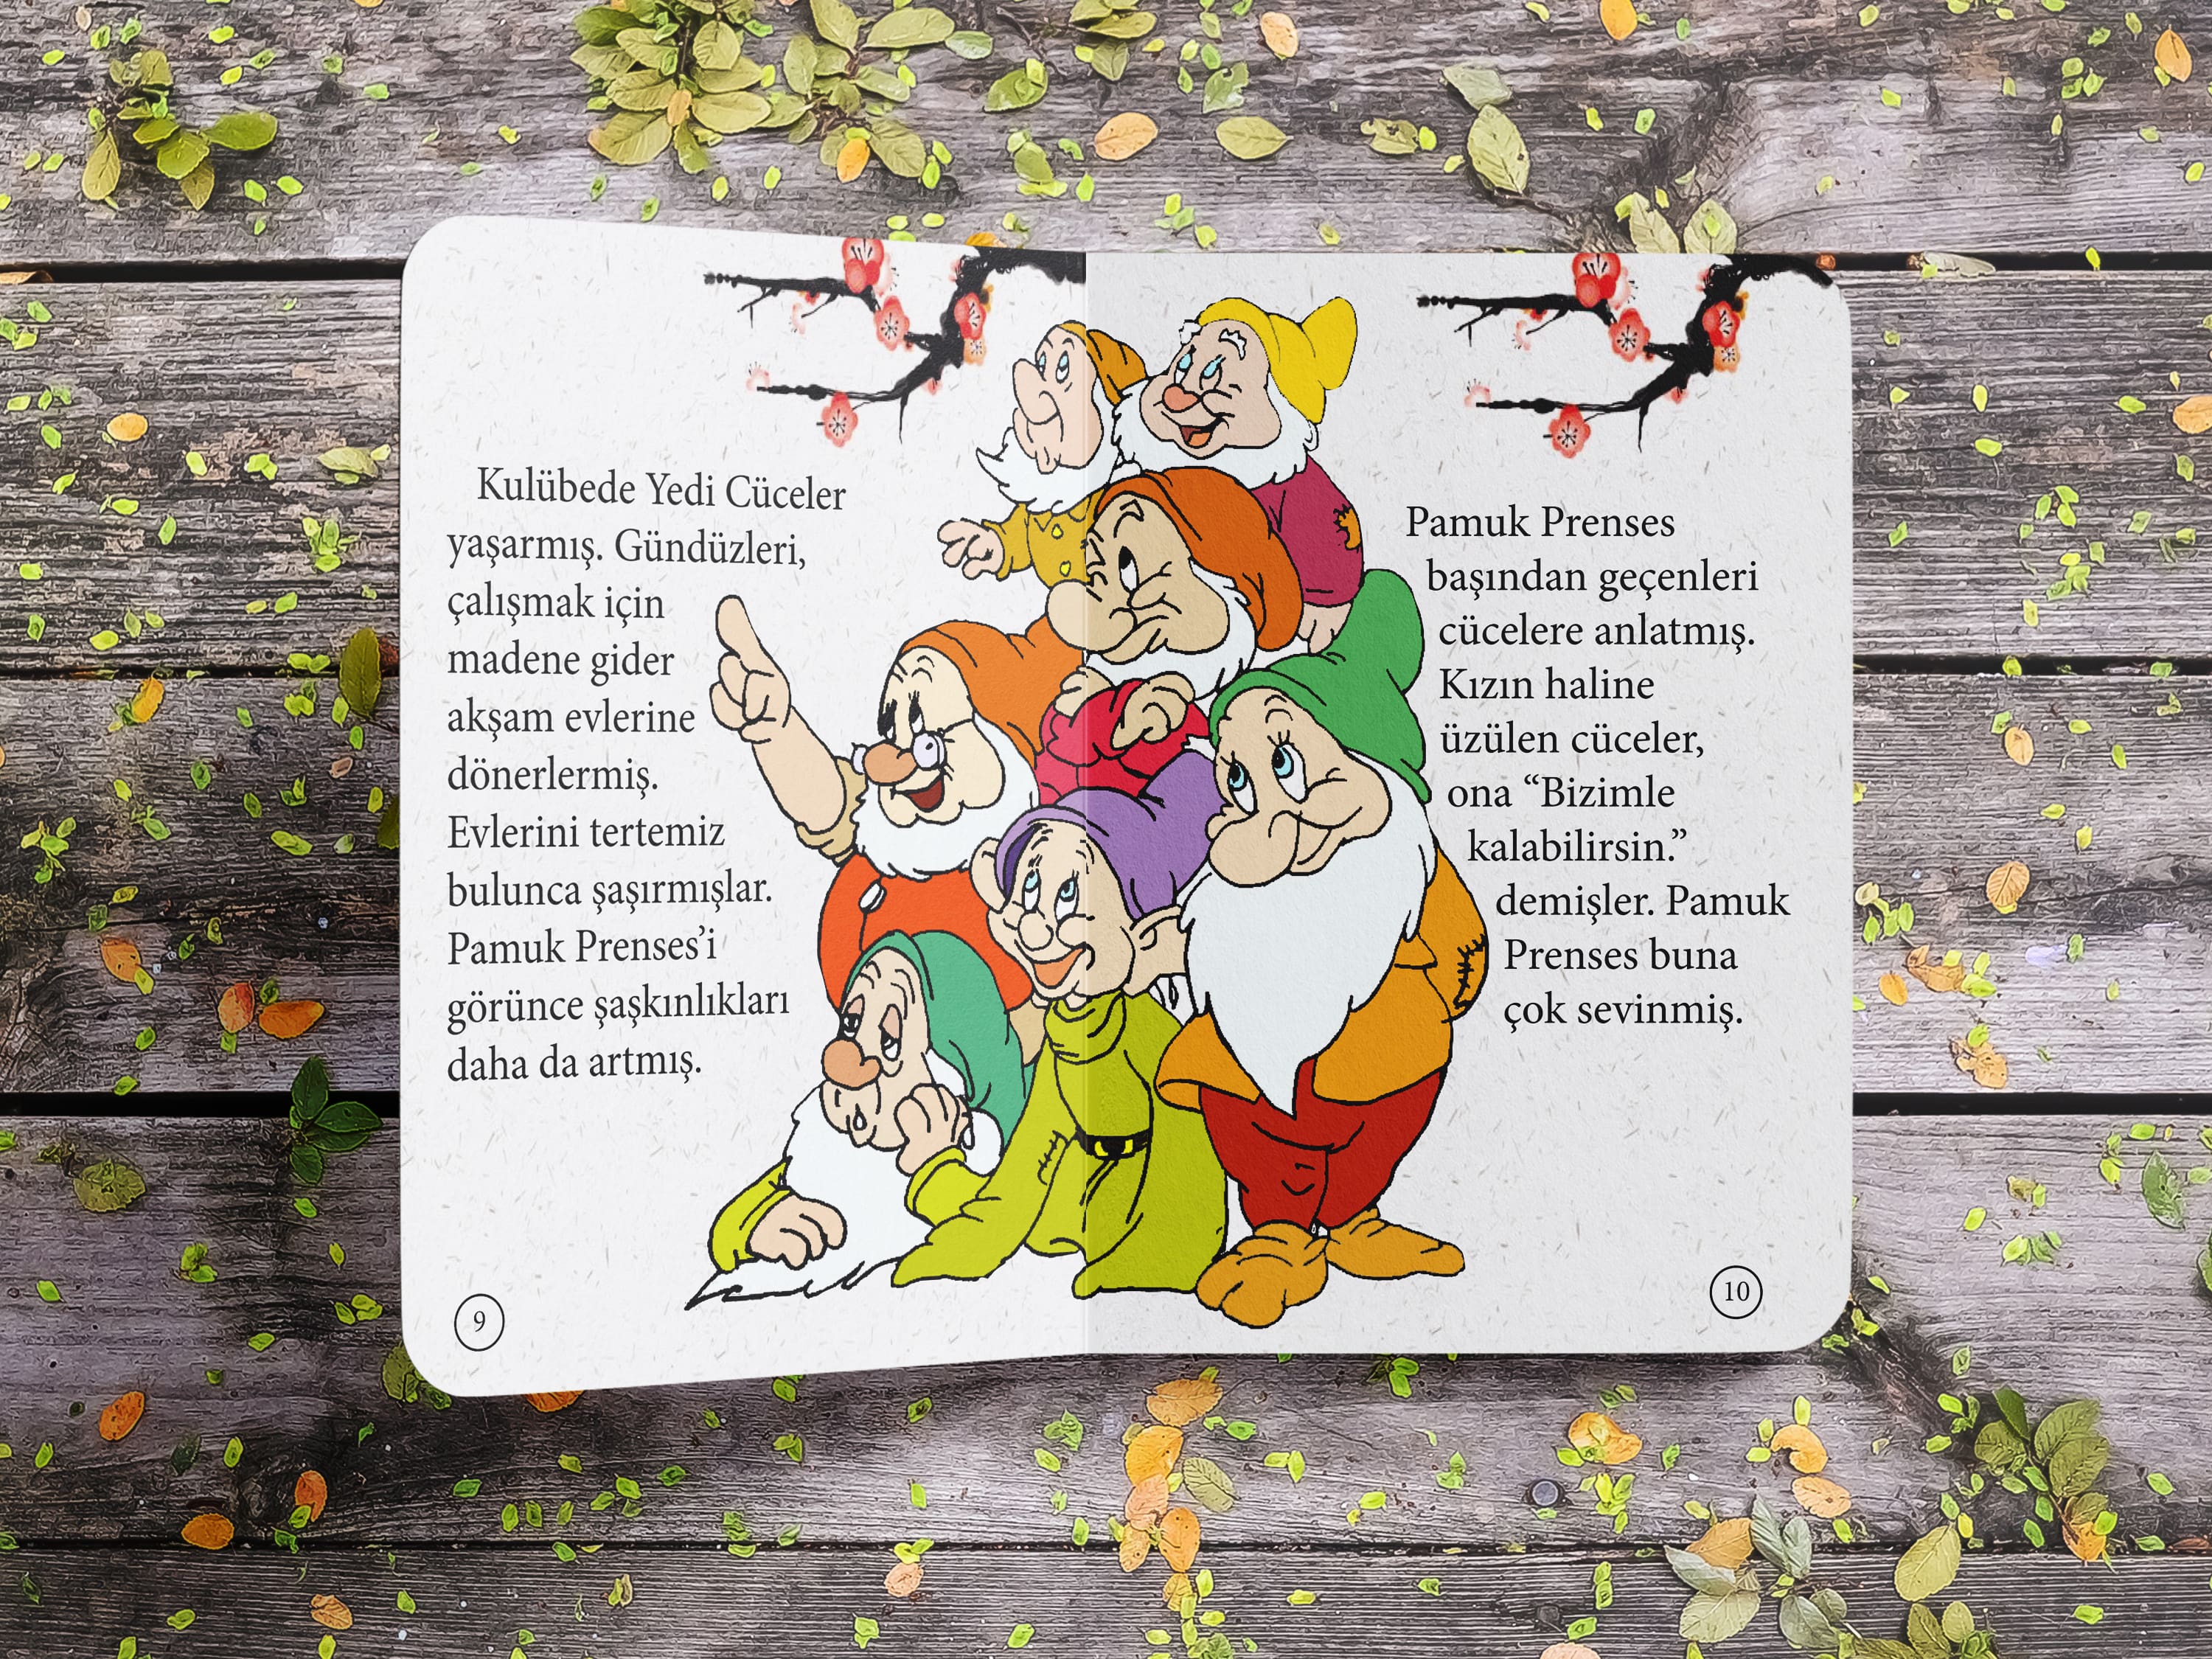 Kulübede Yedi Cüceler
yaşarmış. Gündüzleri,
çalışmak için
madene gider
akşam evlerine
dönerlermiş.
Evlerini tertemiz
bulunca şaşırmışlar.
Pamuk Prenses’i
görünce şaşkınlıkları
daha da artmış.
9
Pamuk Prenses
başından geçenleri
cücelere anlatmış.
Kızın haline
üzülen cüceler,
ona “Bizimle
kalabilirsin.”
demişler. Pamuk
Prenses buna
çok sevinmiş.
10